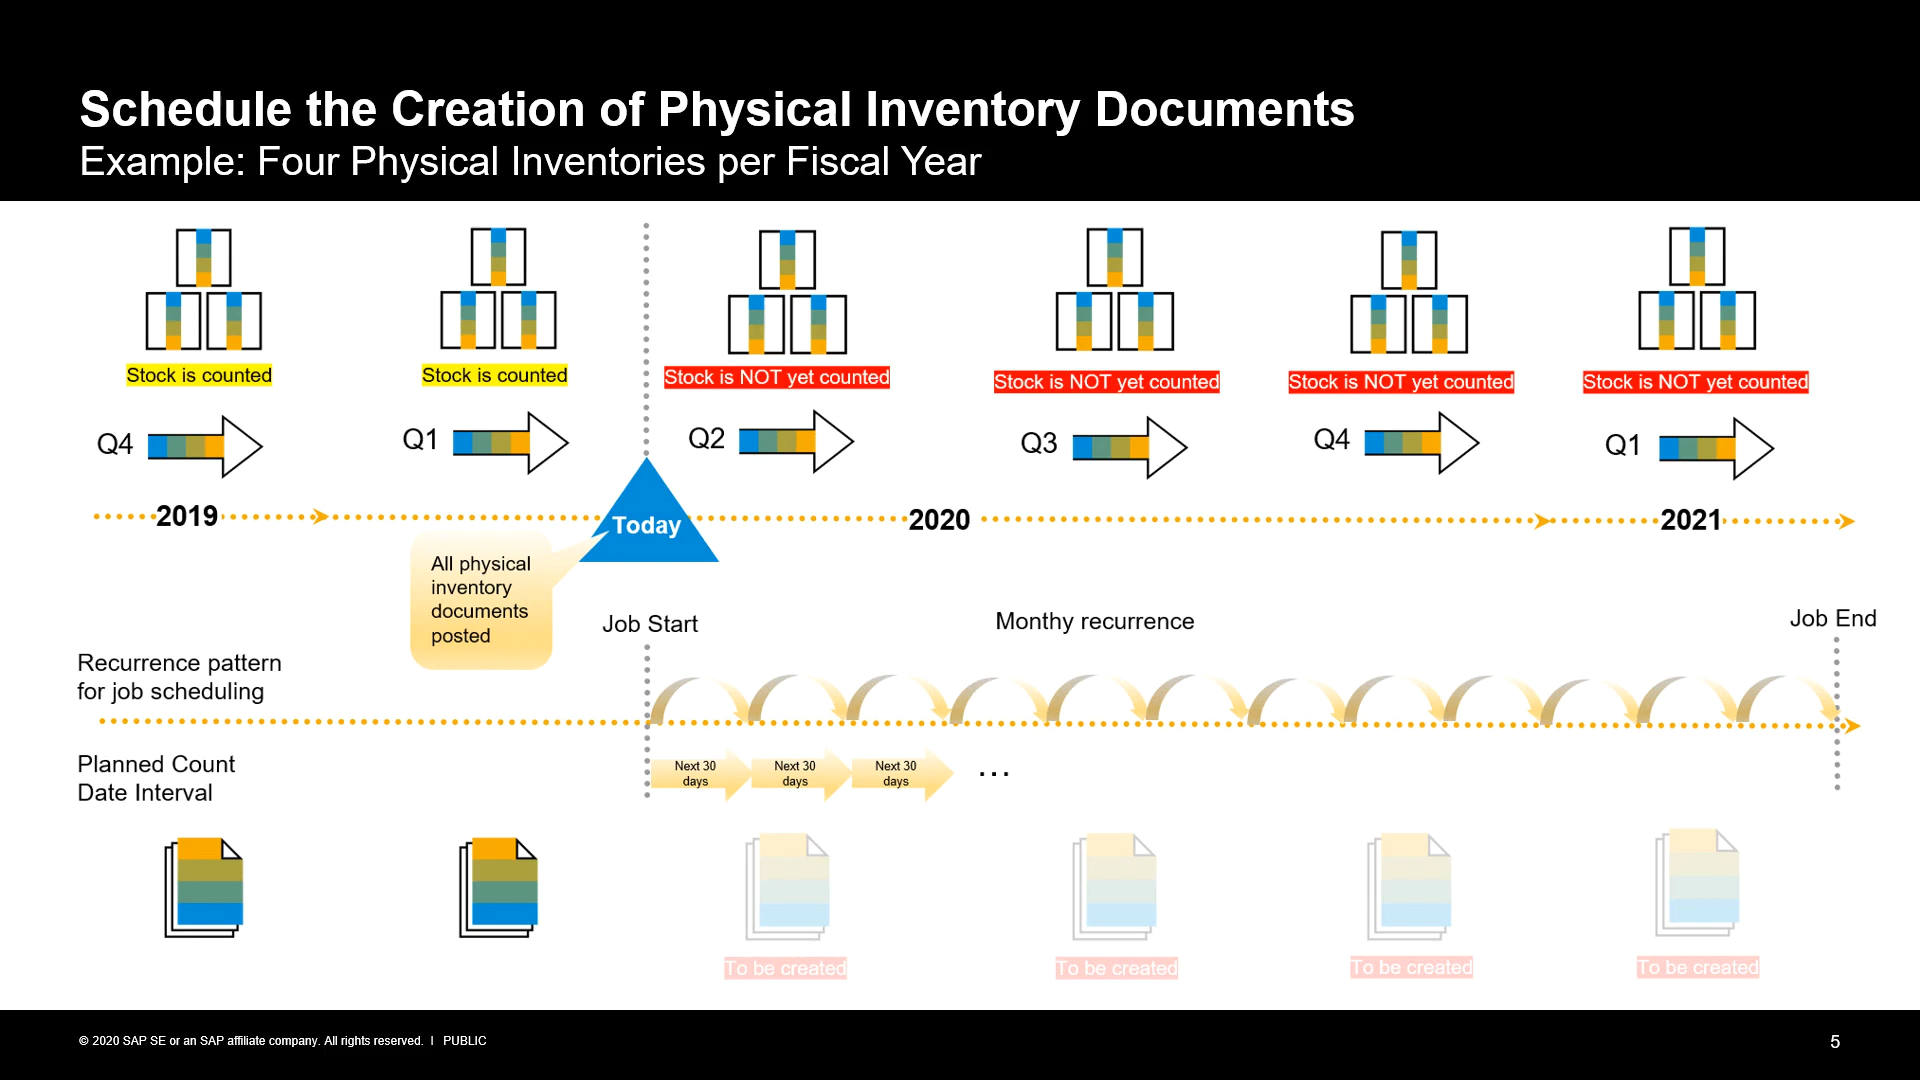 Schedule the Creation of Physical Inventory Documents
Example: Four Physical Inventories per Fiscal Year
Stock is counted
Stock is counted
Stock is NOT yet counted
Stock is NOT yet counted
Stock is NOT yet counted
Stock is NOT yet counted
Q4
Q1
Q2
Q3
Q4
Q1
2019
Today
2020
2021
All physical
inventory
documents
posted
Job Start
Monthy recurrence
Job End
Recurrence pattern
for job scheduling
Planned Count
Date Interval
Next 30
days
Next 30
days
Next 30
days
...
To be created
To be created
To be created
To be created
© 2020 SAP SE or an SAP affiliate company. All rights reserved. I PUBLIC
5